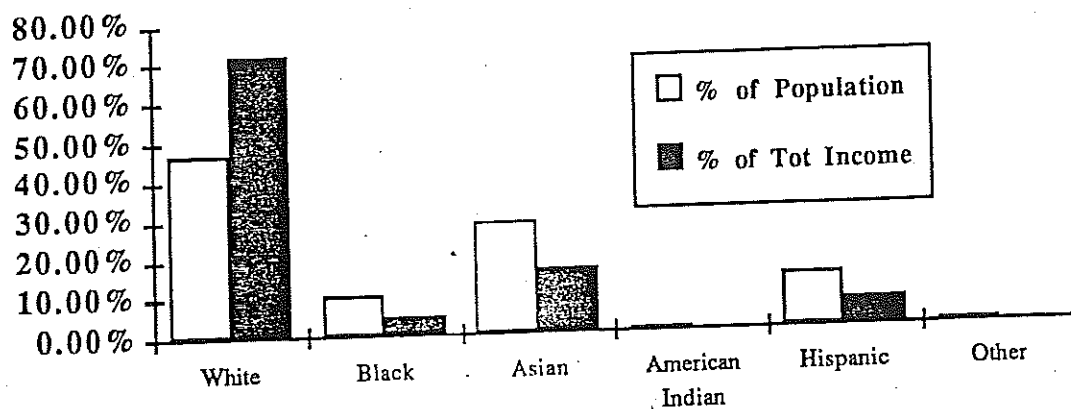 80.00%
70.00%
60.00%
50.00%
40.00%
30.00%
20.00%
10.00%
0.00%
% of Population
% of Tot Income
White
Black
Asian
American
Indian
Hispanic
Other